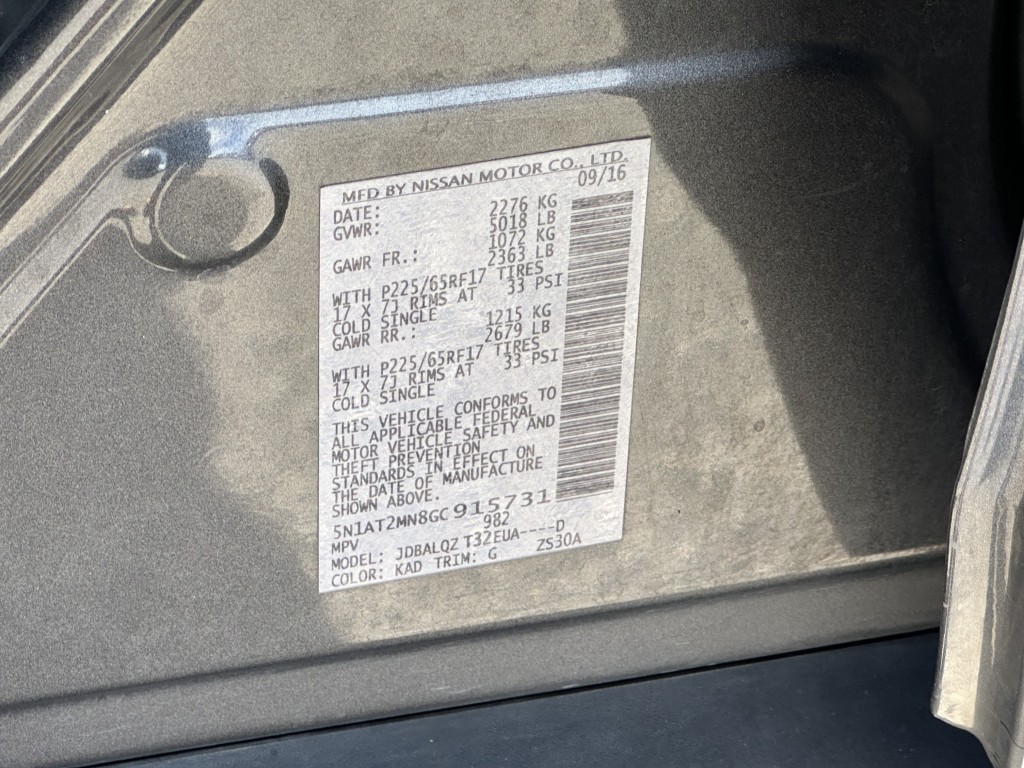 MFD BY NISSAN MOTOR CO., LTD.
DATE: 09/16
GVWR: 2276 KG
5018 LB
GAWR FR.: 1072 KG
2363 LB
WITH P225/65RF17 TIRES
17 X 7J RIMS AT 33 PSI
COLD SINGLE
GAWR RR.: 1215 KG
2679 LB
WITH P225/65RF17 TIRES
17 X 7J RIMS AT 33 PSI
COLD SINGLE
THIS VEHICLE CONFORMS TO
ALL APPLICABLE FEDERAL
MOTOR VEHICLE SAFETY AND
THEFT PREVENTION
STANDARDS IN EFFECT ON
THE DATE OF MANUFACTURE
SHOWN ABOVE.
5N1AT2MN8GC915731
MPV 982
MODEL: JDBALQZ T32EUA----D
COLOR: KAD TRIM: G ZS30A